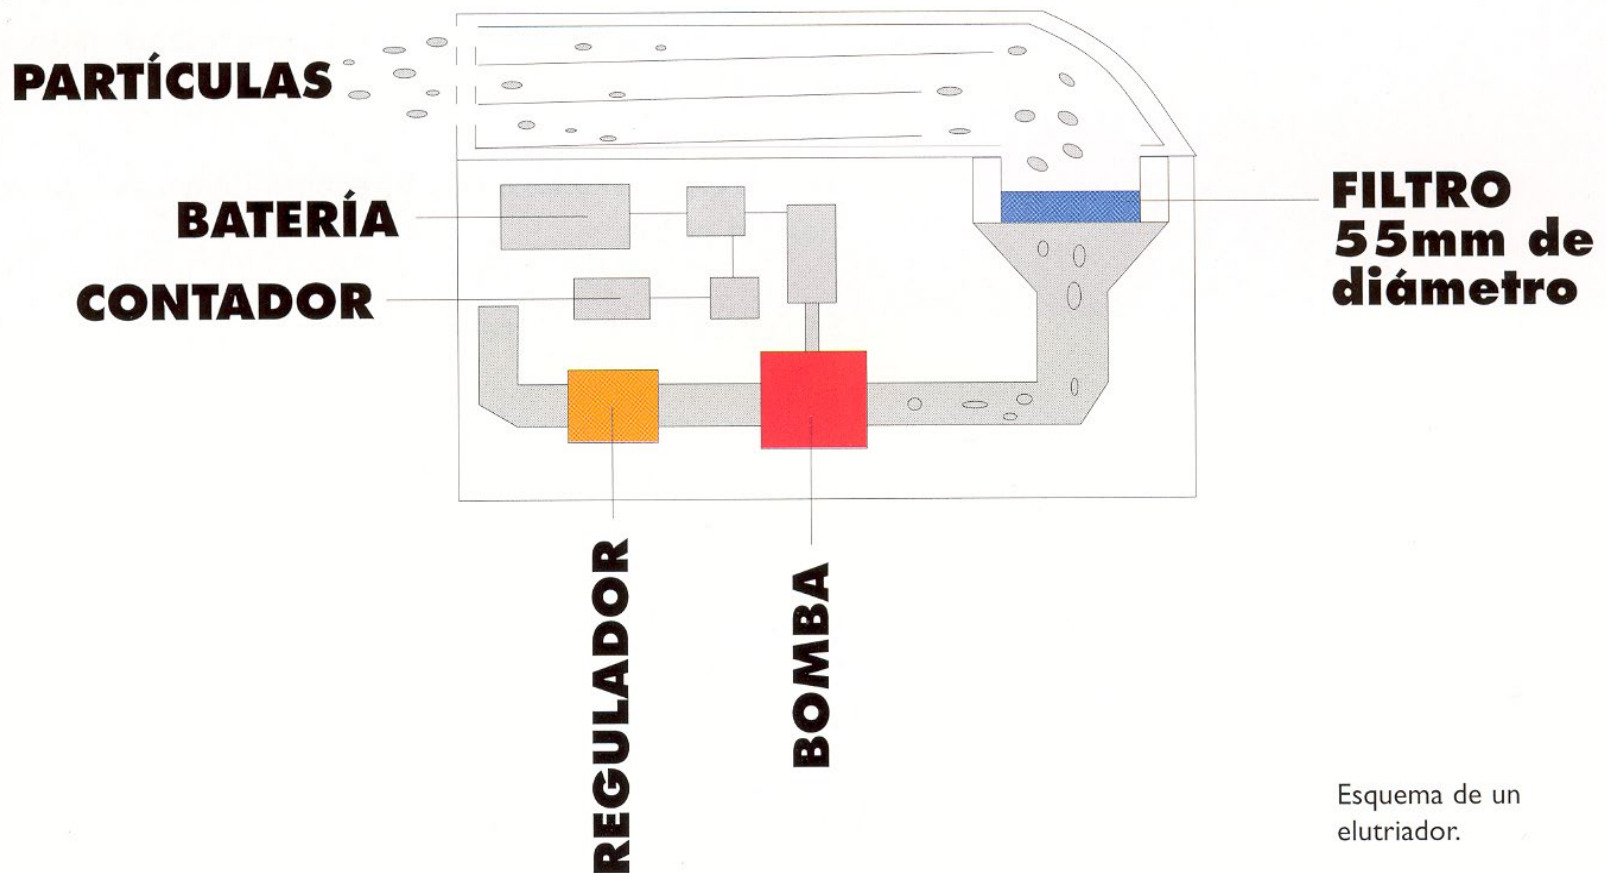 PARTÍCULAS
BATERÍA
CONTADOR
FILTRO
55mm de
diámetro
REGULADOR
BOMBA
Esquema de un
elutriador.